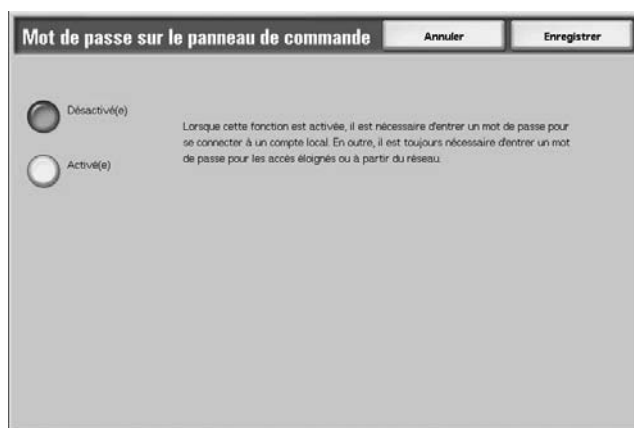 Mot de passe sur le panneau de commande
Annuler
Enregistrer
Désactivé(e)
Activé(e)
Lorsque cette fonction est activée, il est nécessaire d'entrer un mot de passe pour
se connecter à un compte local. En outre, il est toujours nécessaire d'entrer un mot
de passe pour les accès éloignés ou à partir du réseau.